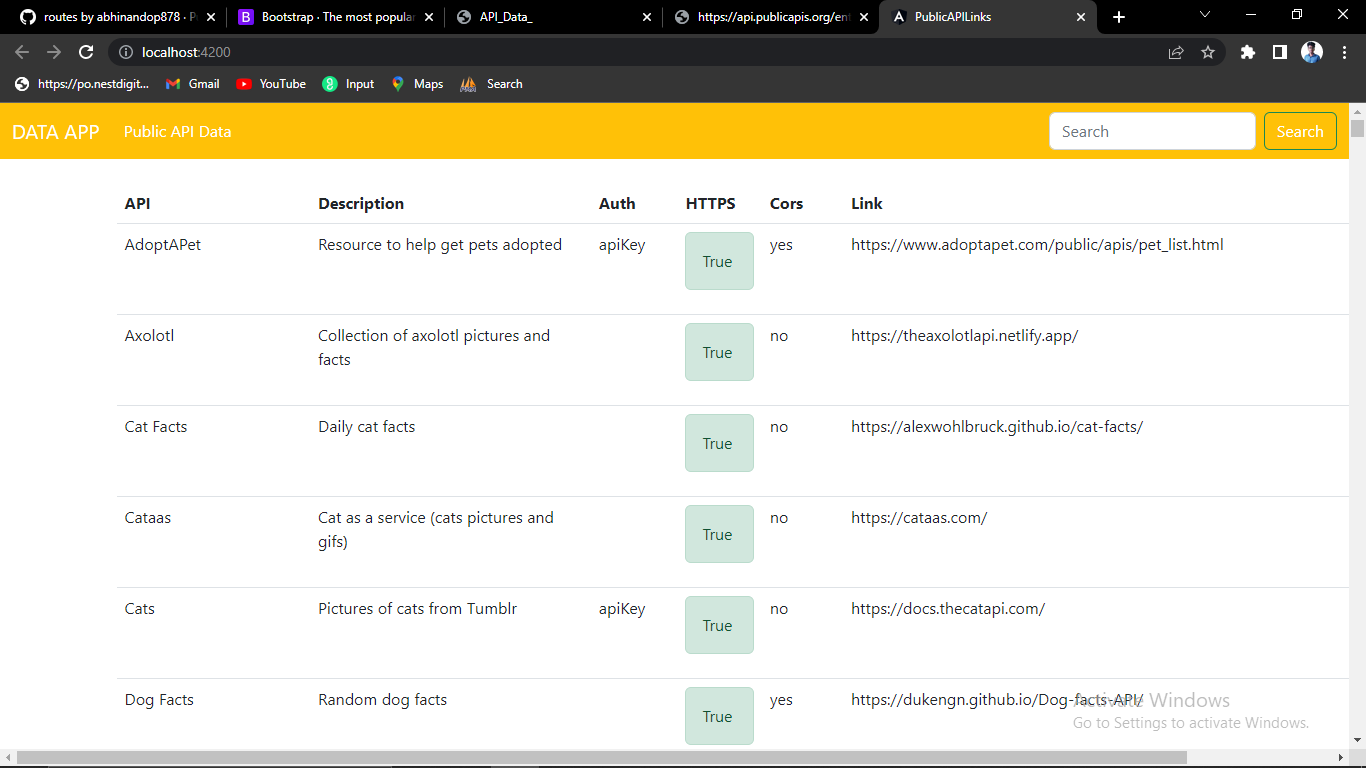 routes by abhinandop878 · P
Bootstrap · The most popular
API_Data_
https://api.publicapis.org/ent
PublicAPILinks
localhost:4200
https://po.nestdigit...
Gmail
YouTube
Input
Maps
Search
DATA APP Public API Data Search Search
API Description Auth HTTPS Cors Link
AdoptAPet Resource to help get pets adopted apiKey True yes https://www.adoptapet.com/public/apis/pet_list.html
Axolotl Collection of axolotl pictures and True no https://theaxolotlapi.netlify.app/
facts
Cat Facts Daily cat facts True no https://alexwohlbruck.github.io/cat-facts/
Cataas Cat as a service (cats pictures and True no https://cataas.com/
gifs)
Cats Pictures of cats from Tumblr apiKey True no https://docs.thecatapi.com/
Dog Facts Random dog facts True yes https://dukengn.github.io/Dog-facts-API/
Activate Windows
Go to Settings to activate Windows.